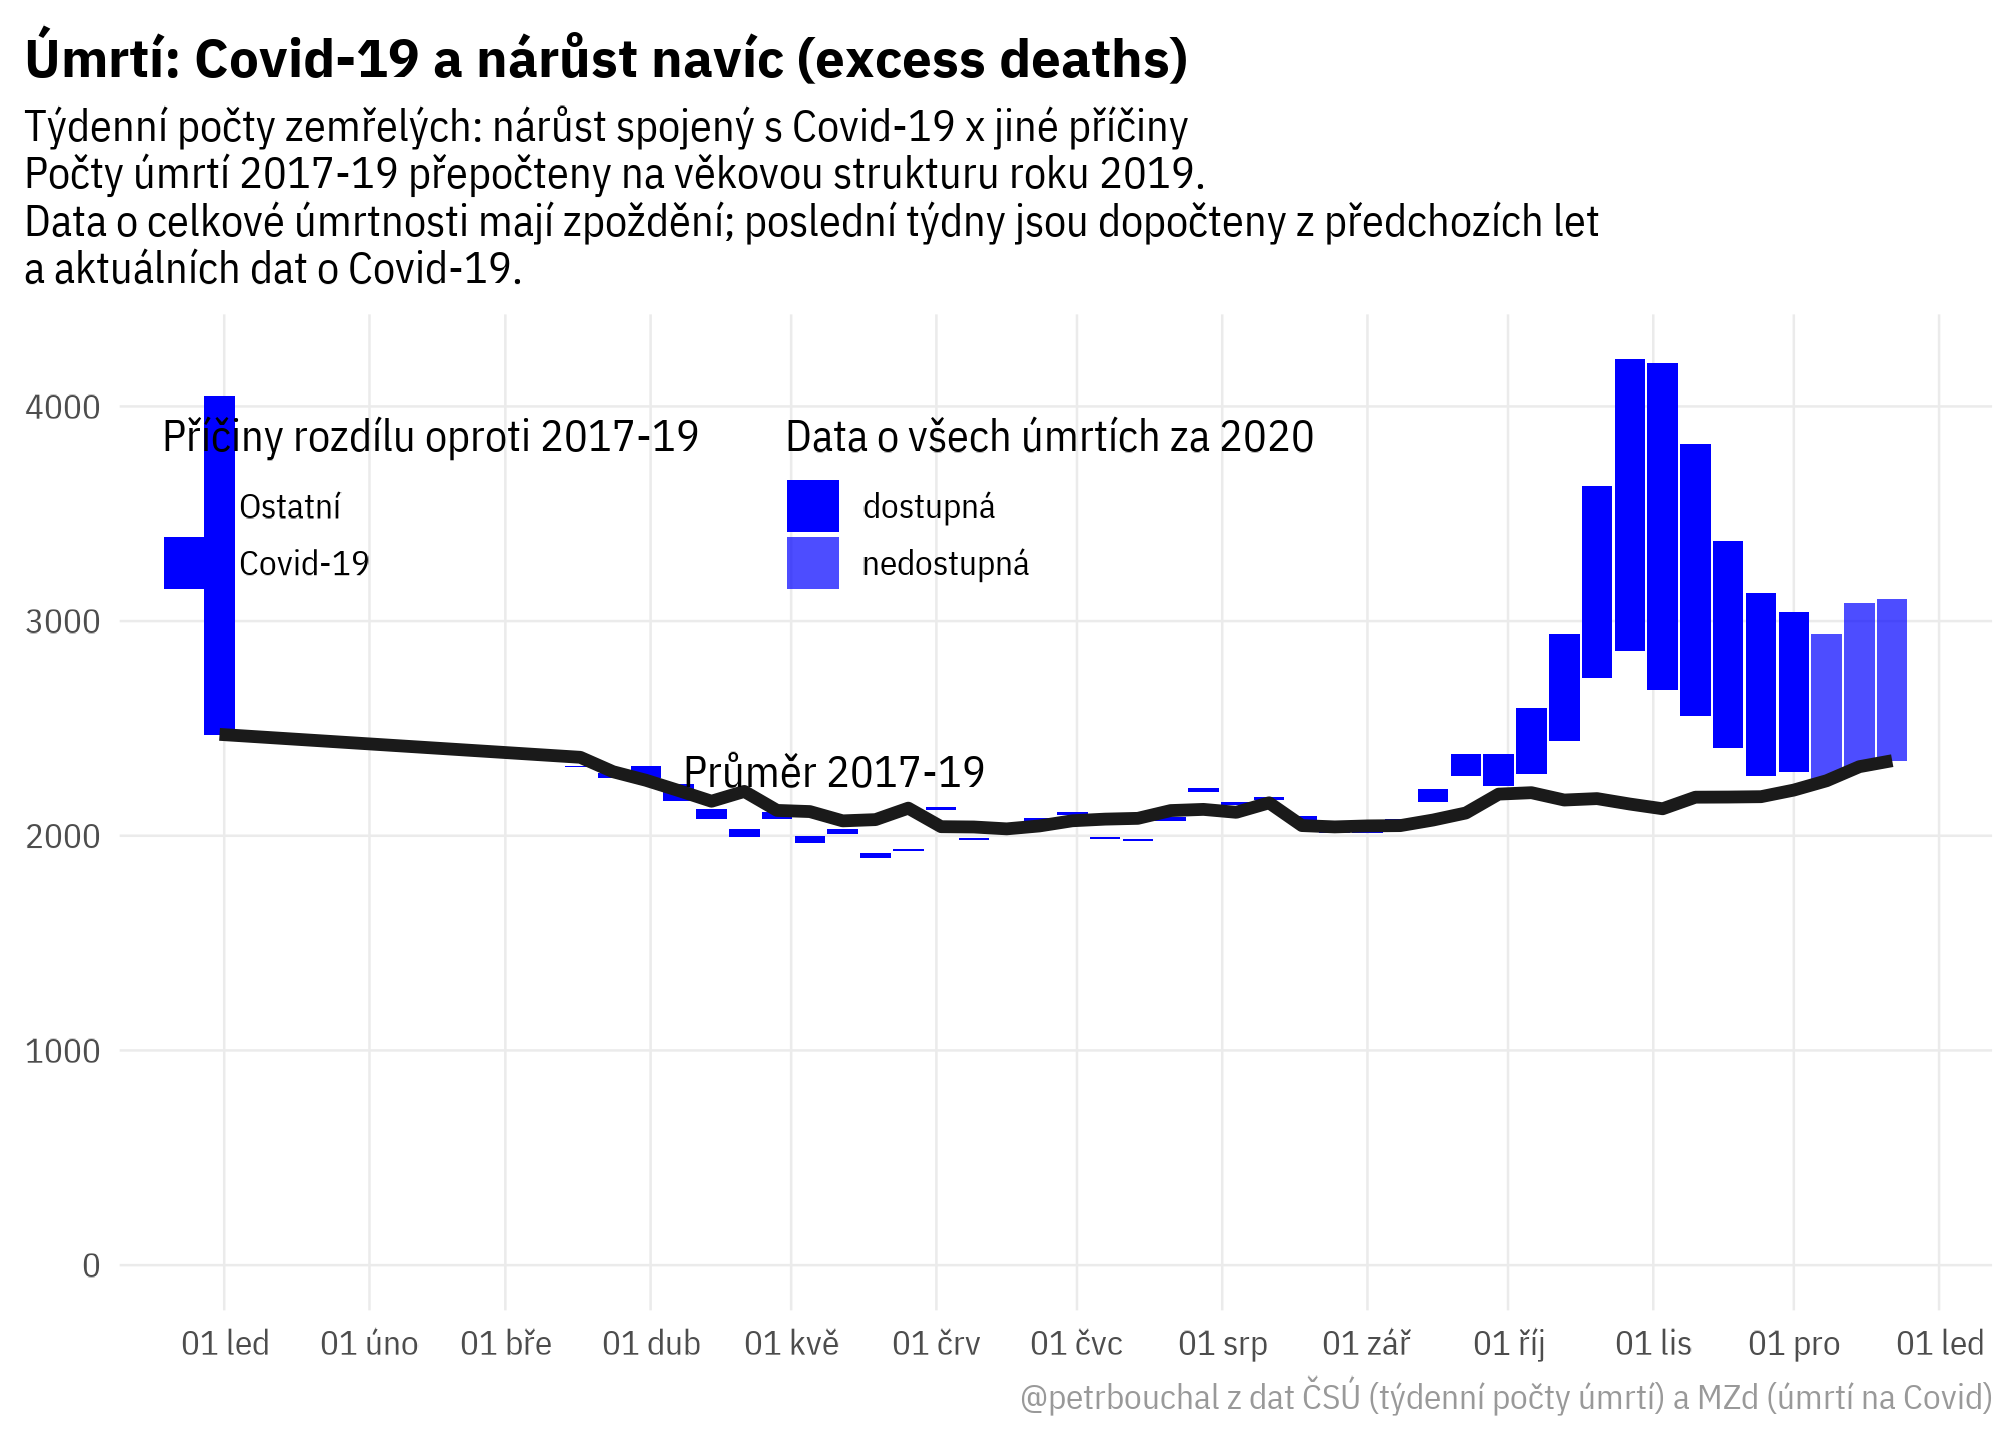 Úmrtí: Covid-19 a nárůst navíc (excess deaths)
Týdenní počty zemřelých: nárůst spojený s Covid-19 x jiné příčiny
Počty úmrtí 2017-19 přepočteny na věkovou strukturu roku 2019.
Data o celkové úmrtnosti mají zpoždění; poslední týdny jsou dopočteny z předchozích let
a aktuálních dat o Covid-19.
4000
3000
2000
1000
0
Příčiny rozdílu oproti 2017-19
Ostatní
Covid-19
Data o všech úmrtích za 2020
dostupná
nedostupná
Průměr 2017-19
01 led
01 úno
01 bře
01 dub
01 kvě
01 črv
01 čvc
01 srp
01 zář
01 říj
01 lis
01 pro
01 led
@petrbouchal z dat ČSÚ (týdenní počty úmrtí) a MZd (úmrtí na Covid)